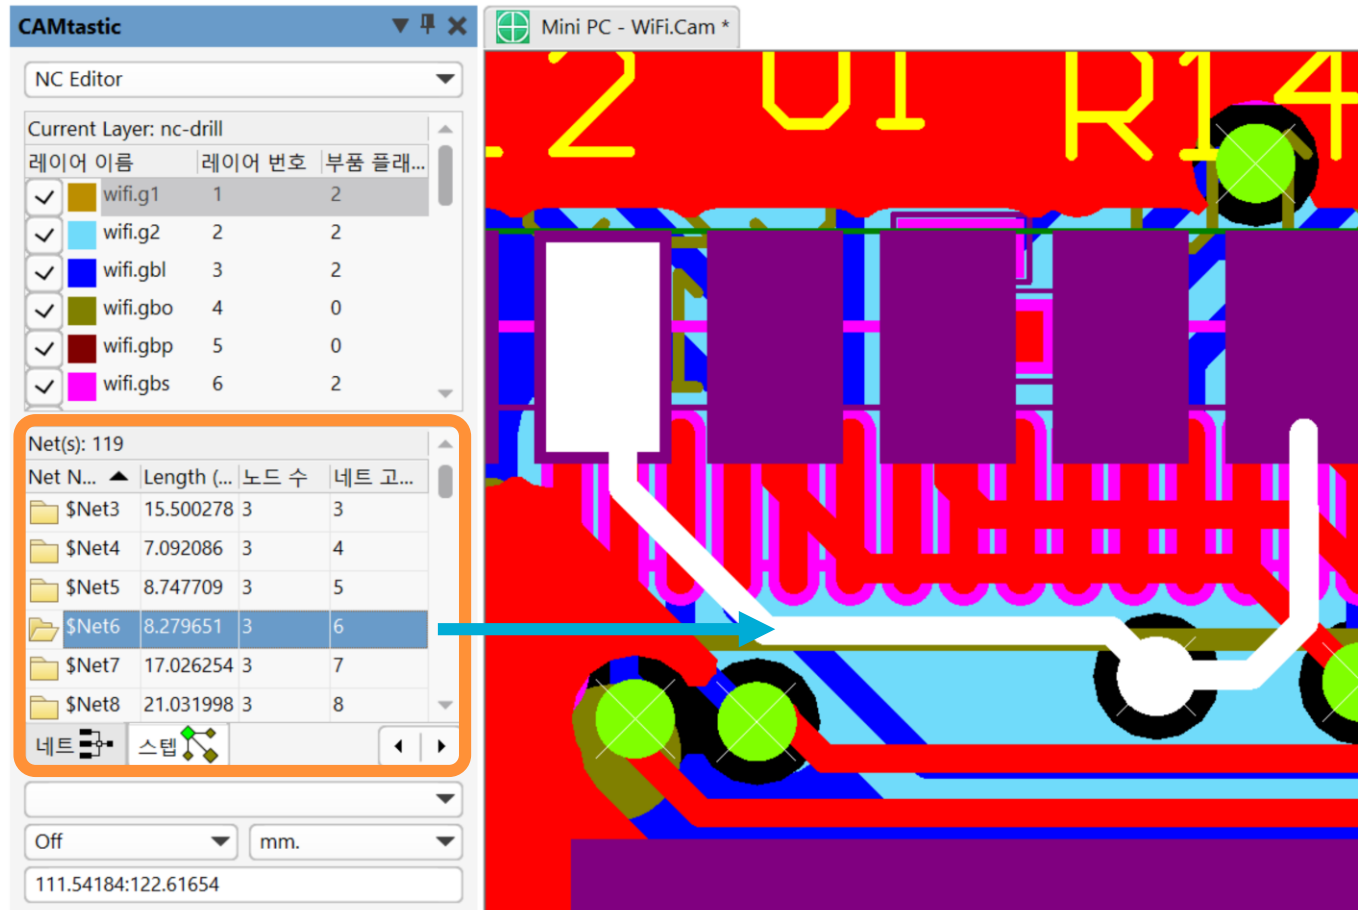 CAMtastic
Mini PC - WiFi.Cam *
NC Editor
Current Layer: nc-drill
레이어 이름 레이어 번호 부품 플래...
wifi.g1 1 2
wifi.g2 2 2
wifi.gbl 3 2
wifi.gbo 4 0
wifi.gbp 5 0
wifi.gbs 6 2
Net(s): 119
Net N... Length (... 노드 수 네트 고...
$Net3 15.500278 3 3
$Net4 7.092086 3 4
$Net5 8.747709 3 5
$Net6 8.279651 3 6
$Net7 17.026254 3 7
$Net8 21.031998 3 8
네트 스텝
Off mm.
111.54184:122.61654
2 U1 R14